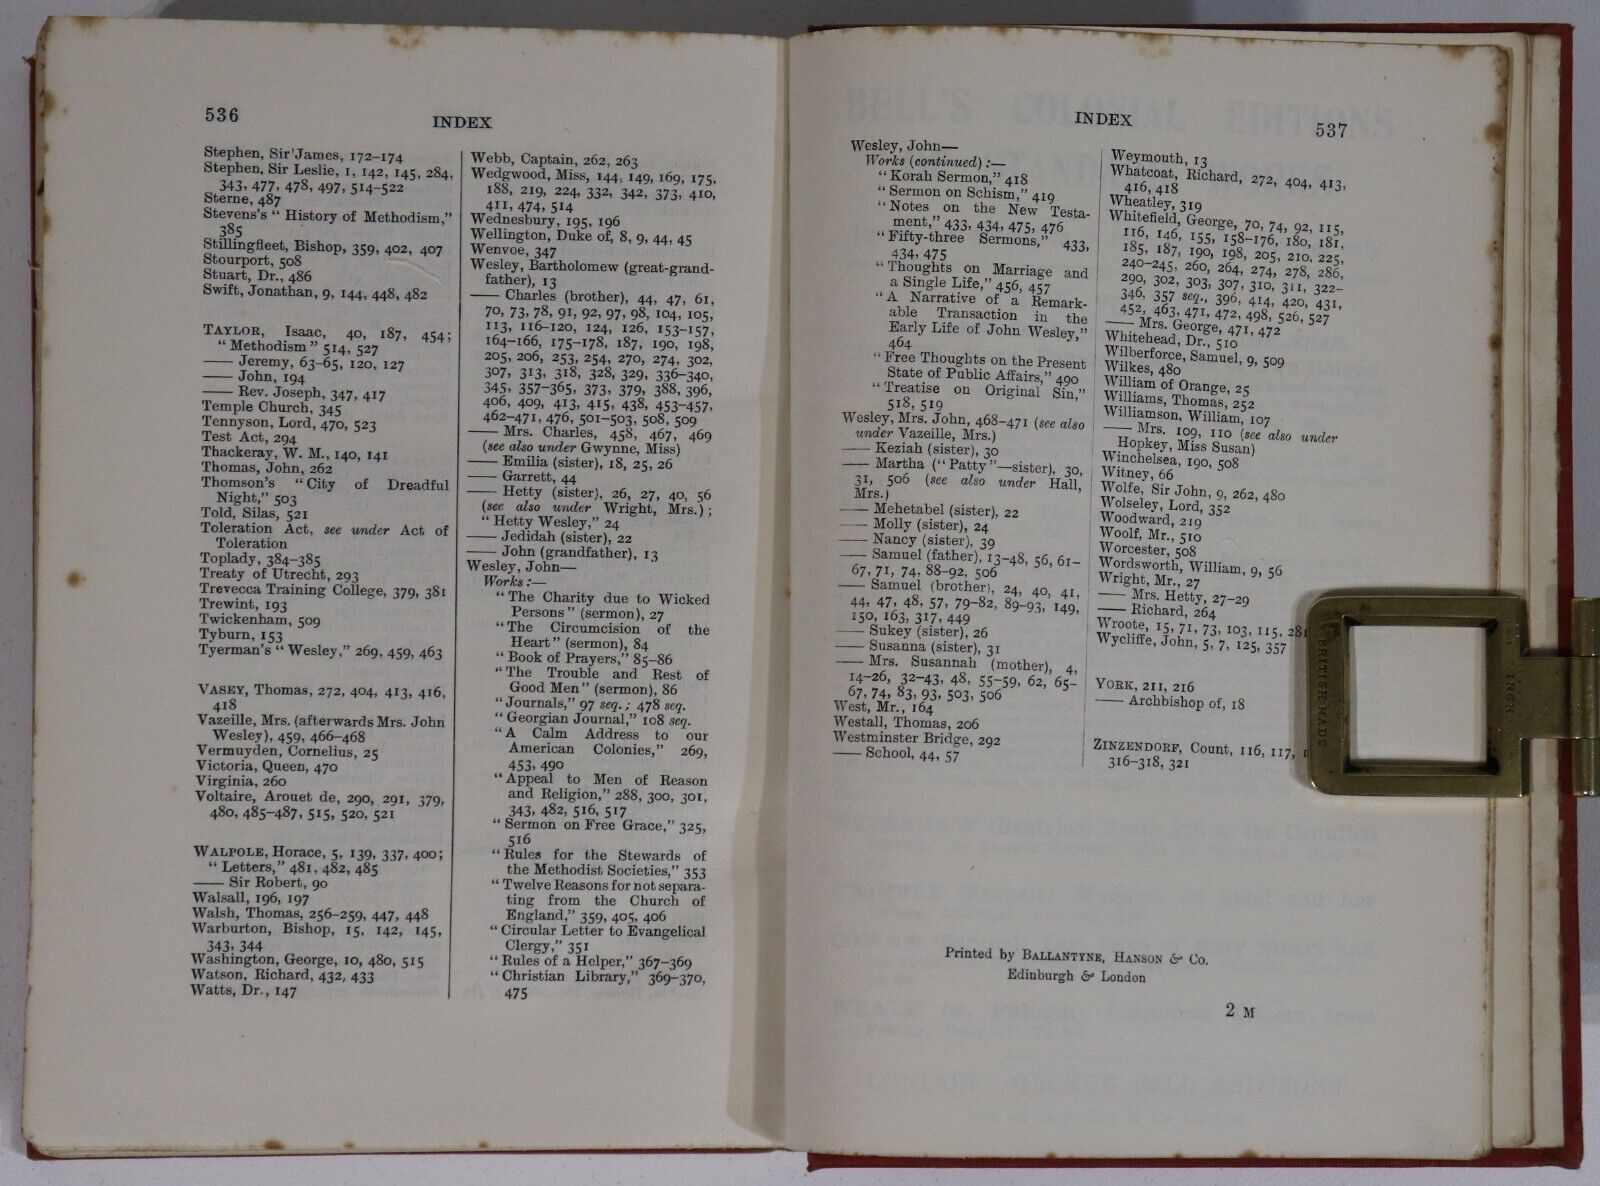 536
INDEX
Stephen, Sir James, 172–174
Stephen, Sir Leslie, 1, 142, 145, 284,
343, 477, 478, 497, 514–522
Sterne, 487
Stevens's “ History of Methodism,”
385
Stillingfleet, Bishop, 359, 402, 407
Stourport, 508
Stuart, Dr., 486
Swift, Jonathan, 9, 144, 448, 482
TAYLOR, Isaac, 40, 187, 454;
“ Methodism ” 514, 527
—— Jeremy, 63–65, 120, 127
—— John, 194
—— Rev. Joseph, 347, 417
Temple Church, 345
Tennyson, Lord, 470, 523
Test Act, 294
Thackeray, W. M., 140, 141
Thomas, John, 262
Thomson's “City of Dreadful
Night,” 503
Told, Silas, 521
Toleration Act, see under Act of
Toleration
Toplady, 384–385
Treaty of Utrecht, 293
Trevecca Training College, 379, 381
Trewint, 193
Twickenham, 509
Tyburn, 153
Tyerman's “ Wesley,” 269, 459, 463
VASEY, Thomas, 272, 404, 413, 416,
418
Vazeille, Mrs. (afterwards Mrs. John
Wesley), 459, 466–468
Vermuyden, Cornelius, 25
Victoria, Queen, 470
Virginia, 260
Voltaire, Arouet de, 290, 291, 379,
480, 485–487, 515, 520, 521
WALPOLE, Horace, 5, 139, 337, 400;
“ Letters,” 481, 482, 485
—— Sir Robert, 90
Walsall, 196, 197
Walsh, Thomas, 256–259, 447, 448
Warburton, Bishop, 15, 142, 145,
343, 344
Washington, George, 10, 480, 515
Watson, Richard, 432, 433
Watts, Dr., 147
Webb, Captain, 262, 263
Wedgwood, Miss, 144, 149, 169, 175,
188, 219, 224, 332, 342, 373, 410,
411, 474, 514
Wednesbury, 195, 196
Wellington, Duke of, 8, 9, 44, 45
Wenvoe, 347
Wesley, Bartholomew (great-grand-
father), 13
—— Charles (brother), 44, 47, 61,
70, 73, 78, 91, 92, 97, 98, 104, 105,
113, 116–120, 124, 126, 153–157,
164–166, 175–178, 187, 190, 198,
205, 206, 253, 254, 270, 274, 302,
307, 313, 318, 328, 329, 336–340,
345, 357–365, 373, 379, 388, 396,
406, 409, 413, 415, 438, 453–457,
462–471, 476, 501–503, 508, 509
—— Mrs. Charles, 458, 467, 469
(see also under Gwynne, Miss)
—— Emilia (sister), 18, 25, 26
—— Garrett, 44
—— Hetty (sister), 26, 27, 40, 56
(see also under Wright, Mrs.) ;
“ Hetty Wesley,” 24
—— Jedidah (sister), 22
—— John (grandfather), 13
Wesley, John—
Works :—
“ The Charity due to Wicked
Persons ” (sermon), 27
“The Circumcision of the
Heart” (sermon), 84
“ Book of Prayers,” 85–86
“ The Trouble and Rest of
Good Men” (sermon), 86
“ Journals,” 97 seq. ; 478 seq.
“ Georgian Journal,” 108 seq.
“A Calm Address to our
American Colonies,” 269,
453, 490
“Appeal to Men of Reason
and Religion,” 288, 300, 301,
343, 482, 516, 517
“ Sermon on Free Grace,” 325,
516
“Rules for the Stewards of
the Methodist Societies,” 353
“ Twelve Reasons for not separa-
ting from the Church of
England,” 359, 405, 406
“ Circular Letter to Evangelical
Clergy,” 351
“ Rules of a Helper,” 367–369
“ Christian Library,” 369–370,
475
INDEX
537
Wesley, John—
Works (continued) :—
“ Korah Sermon,” 418
“ Sermon on Schism,” 419
“ Notes on the New Testa-
ment,” 433, 434, 475, 476
“ Fifty-three Sermons,” 433,
434, 475
“ Thoughts on Marriage and
a Single Life,” 456, 457
“A Narrative of a Remark-
able Transaction in the
Early Life of John Wesley,”
464
“ Free Thoughts on the Present
State of Public Affairs,” 490
“ Treatise on Original Sin,”
518, 519
Wesley, Mrs. John, 468–471 (see also
under Vazeille, Mrs.)
—— Keziah (sister), 30
—— Martha (“ Patty”—sister), 30,
31, 506 (see also under Hall,
Mrs.)
—— Mehetabel (sister), 22
—— Molly (sister), 24
—— Nancy (sister), 39
—— Samuel (father), 13–48, 56, 61–
67, 71, 74, 88–92, 506
—— Samuel (brother), 24, 40, 41,
44, 47, 48, 57, 79–82, 89–93, 149,
150, 163, 317, 449
—— Sukey (sister), 26
—— Susanna (sister), 31
—— Mrs. Susannah (mother), 4,
14–26, 32–43, 48, 55–59, 62, 65–
67, 74, 83, 93, 503, 506
West, Mr., 164
Westall, Thomas, 206
Westminster Bridge, 292
—— School, 44, 57
Weymouth, 13
Whatcoat, Richard, 272, 404, 413,
416, 418
Wheatley, 319
Whitefield, George, 70, 74, 92, 115,
116, 146, 155, 158–176, 180, 181,
185, 187, 190, 198, 205, 210, 225,
240–245, 260, 264, 274, 278, 286,
290, 302, 303, 307, 310, 311, 322–
346, 357 seq., 396, 414, 420, 431,
452, 463, 471, 472, 498, 526, 527
—— Mrs. George, 471, 472
Whitehead, Dr., 510
Wilberforce, Samuel, 9, 509
Wilkes, 480
William of Orange, 25
Williams, Thomas, 252
Williamson, William, 107
—— Mrs. 109, 110 (see also under
Hopkey, Miss Susan)
Winchelsea, 190, 508
Witney, 66
Wolfe, Sir John, 9, 262, 480
Wolseley, Lord, 352
Woodward, 219
Woolf, Mr., 510
Worcester, 508
Wordsworth, William, 9, 56
Wright, Mr., 27
—— Mrs. Hetty, 27–29
—— Richard, 264
Wroote, 15, 71, 73, 103, 115, 281
Wycliffe, John, 5, 7, 125, 357
YORK, 211, 216
—— Archbishop of, 18
ZINZENDORF, Count, 116, 117,
316–318, 321
Printed by BALLANTYNE, HANSON & Co.
Edinburgh & London
2 M
BRITISH MADE
INCH